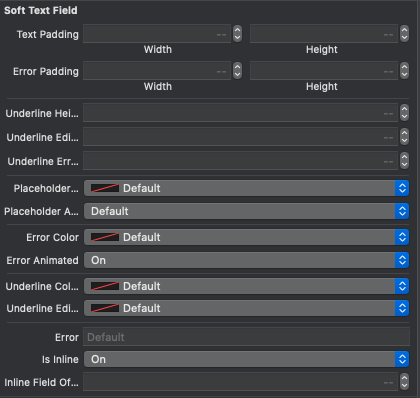 Soft Text Field
Text Padding -- --
Width Height
Error Padding -- --
Width Height
Underline Hei... --
Underline Edi... --
Underline Err... --
Placeholder... Default
Placeholder A... Default
Error Color Default
Error Animated On
Underline Col... Default
Underline Edi... Default
Error Default
Is Inline On
Inline Field Of... --